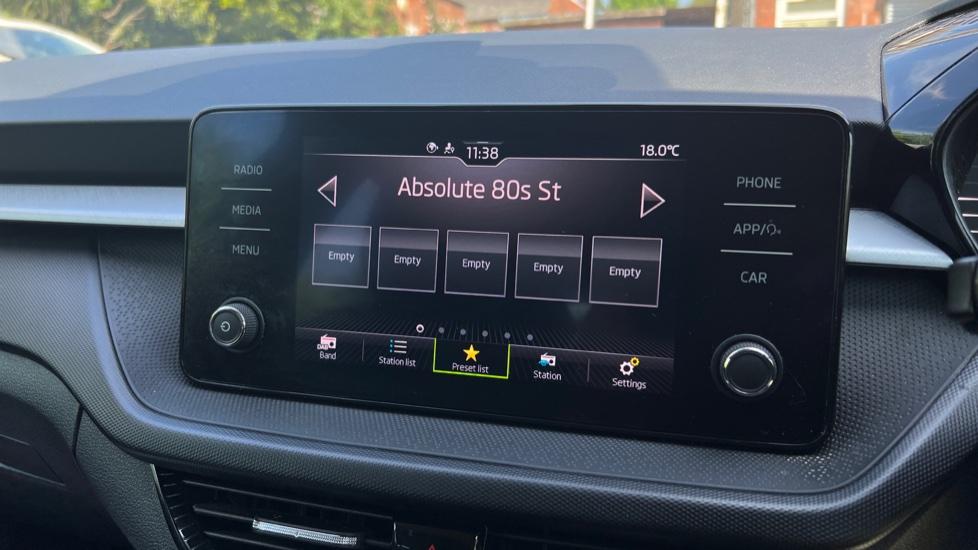 RADIO
MEDIA
MENU
11:38
18.0°C
Absolute 80s St
Empty Empty Empty Empty Empty
DAB
Band
Station list
Preset list
Station
Settings
PHONE
APP/
CAR